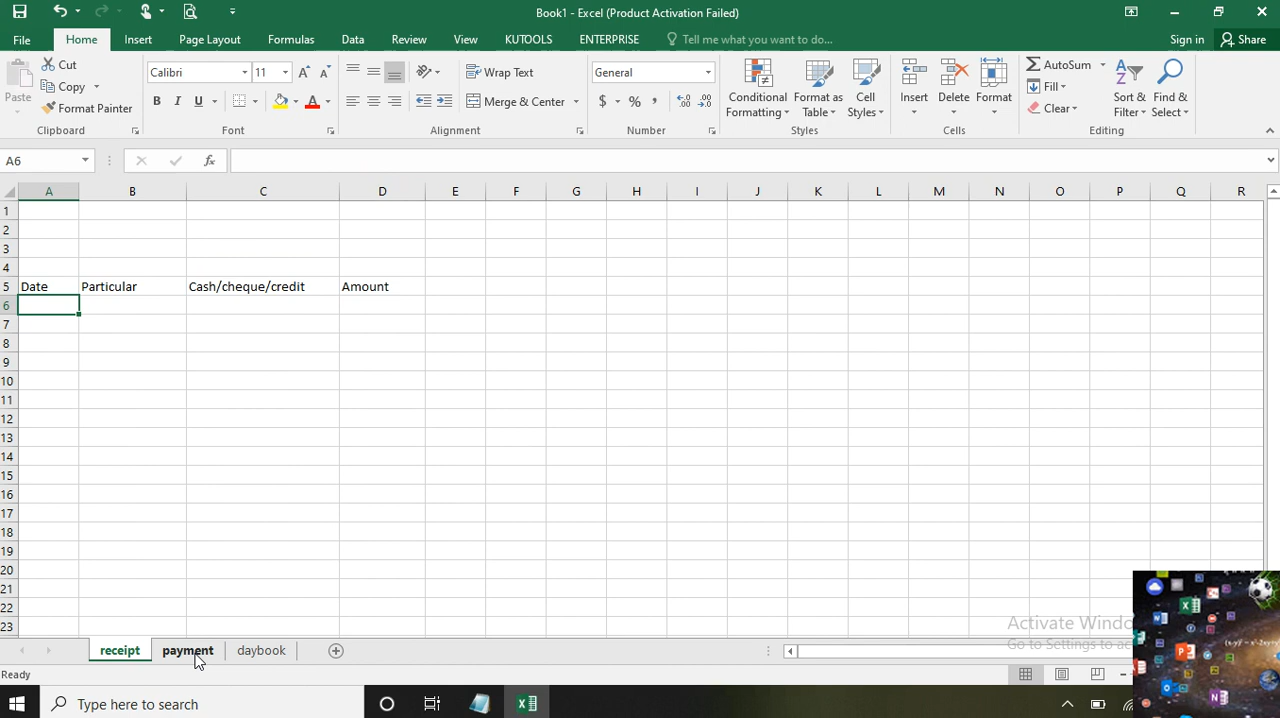 Book1 - Excel (Product Activation Failed)
File Home Insert Page Layout Formulas Data Review View KUTOOLS ENTERPRISE Tell me what you want to do... Sign in Share
Paste Cut Copy Format Painter
Calibri 11
B I U A A A
Wrap Text
Merge & Center
General
$ % ,
Conditional Formatting Format as Table Cell Styles
Insert Delete Format
AutoSum Fill Clear
Sort & Filter Find & Select
Clipboard Font Alignment Number Styles Cells Editing
A6 fx
A B C D E F G H I J K L M N O P Q R
1
2
3
4
5 Date Particular Cash/cheque/credit Amount
6
7
8
9
10
11
12
13
14
15
16
17
18
19
20
21
22
23
Activate Windo
Go to Settings to ac
receipt payment daybook
Ready
Type here to search